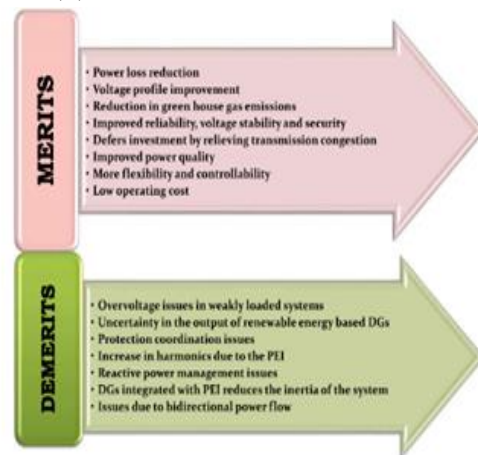 MERITS
• Power loss reduction
• Voltage profile improvement
• Reduction in green house gas emissions
• Improved reliability, voltage stability and security
• Defers investment by relieving transmission congestion
• Improved power quality
• More flexibility and controllability
• Low operating cost
DEMERITS
• Overvoltage issues in weakly loaded systems
• Uncertainty in the output of renewable energy based DGs
• Protection coordination issues
• Increase in harmonics due to the PEI
• Reactive power management issues
• DGs integrated with PEI reduces the inertia of the system
• Issues due to bidirectional power flow